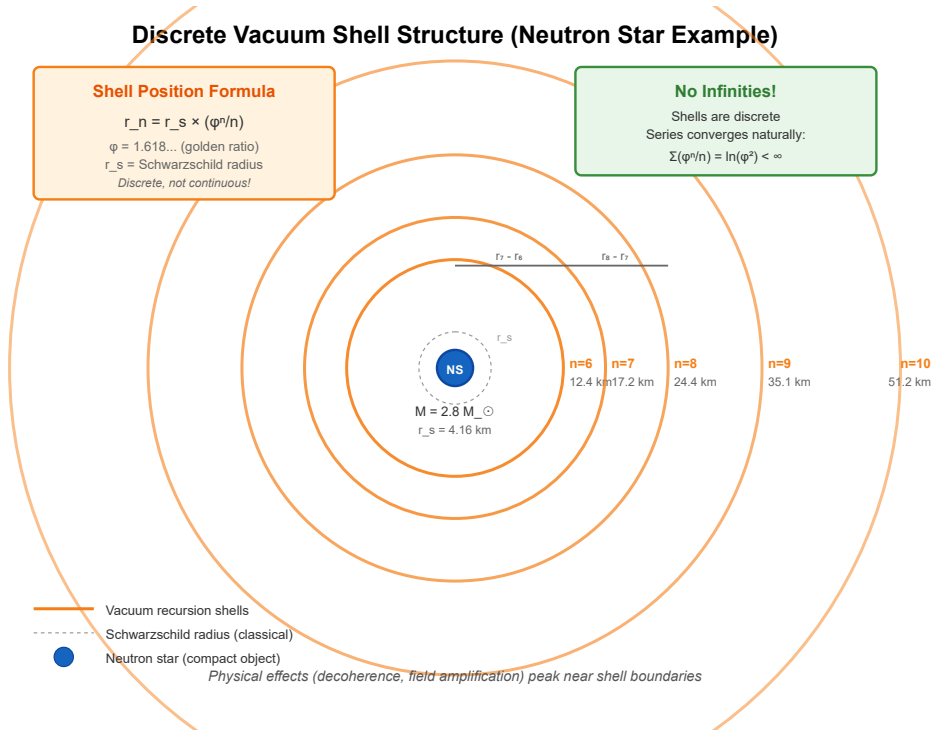 Discrete Vacuum Shell Structure (Neutron Star Example)
Shell Position Formula
r_n = r_s × (φⁿ/n)
φ = 1.618... (golden ratio)
r_s = Schwarzschild radius
Discrete, not continuous!
No Infinities!
Shells are discrete
Series converges naturally:
Σ(φⁿ/n) = ln(φ²) < ∞
r₇ - r₆
r₈ - r₇
r_s
NS
n=6
12.4 km
n=7
17.2 km
n=8
24.4 km
n=9
35.1 km
n=10
51.2 km
M = 2.8 M_☉
r_s = 4.16 km
Vacuum recursion shells
Schwarzschild radius (classical)
Neutron star (compact object)
Physical effects (decoherence, field amplification) peak near shell boundaries